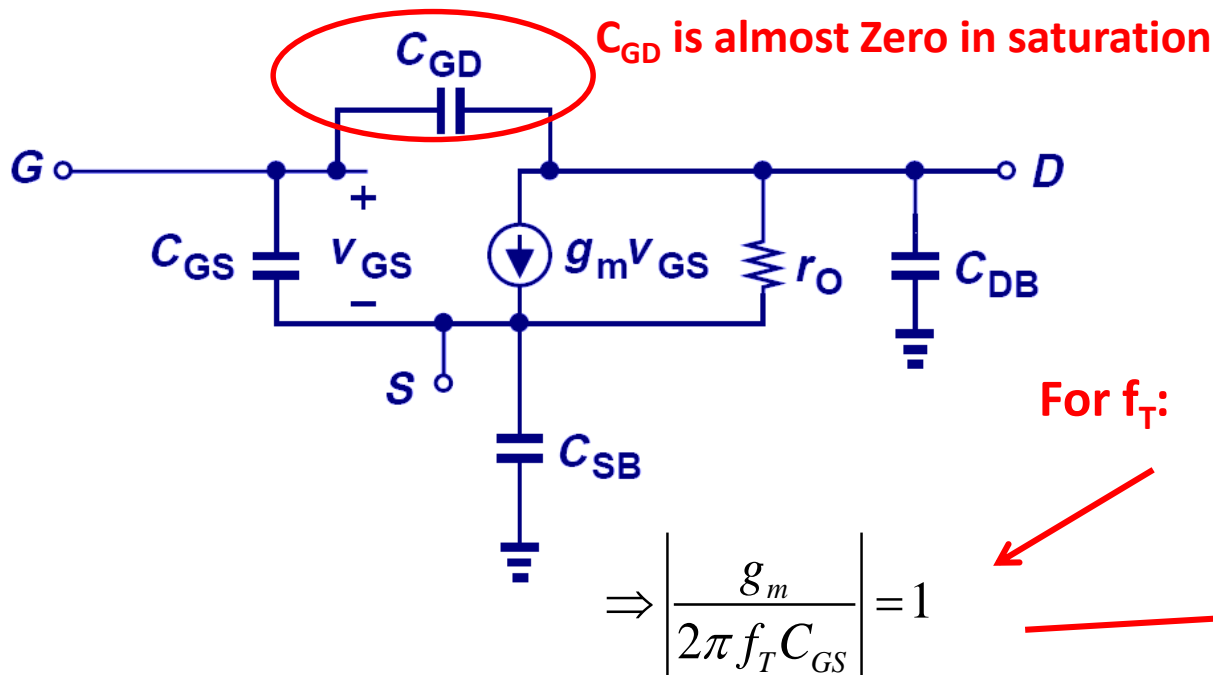 C_GD is almost Zero in saturation
C_GD
G
D
+
C_GS
v_GS
g_m v_GS
r_O
C_DB
−
S
C_SB
For f_T:
⇒ |g_m / 2π f_T C_GS| = 1